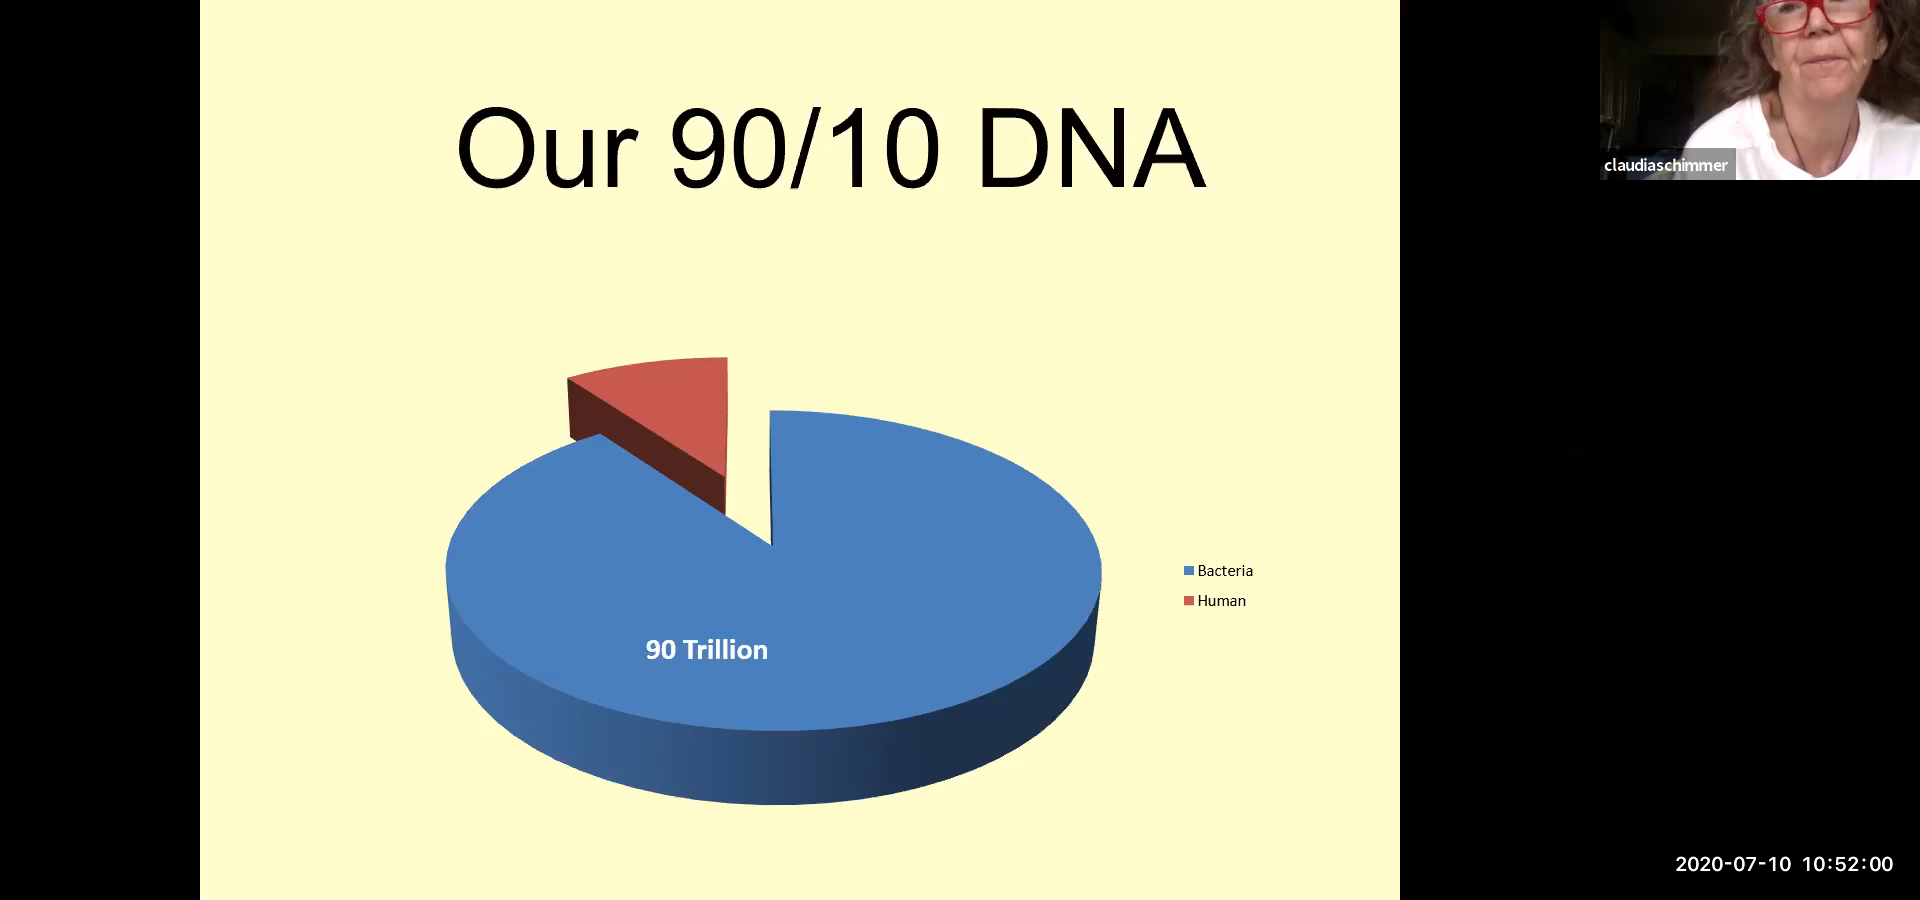 Our 90/10 DNA
claudiaschimmer
Bacteria
Human
90 Trillion
2020-07-10 10:52:00